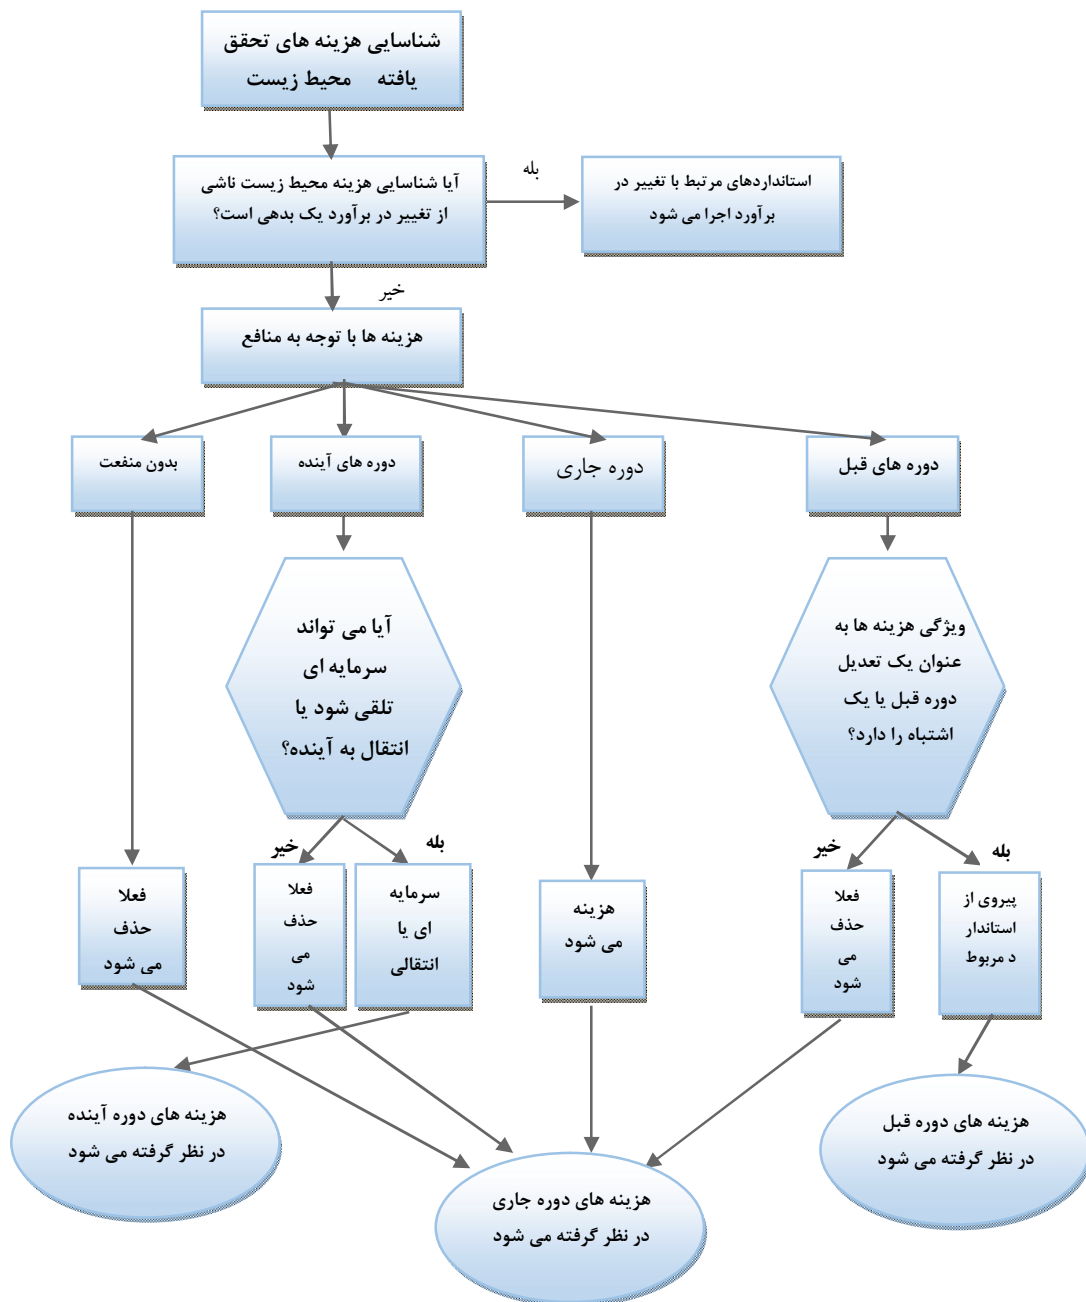 شناسایی هزینه های تحقق
یافته محیط زیست
آیا شناسایی هزینه محیط زیست ناشی
از تغییر در برآورد یک بدهی است؟
بله
استانداردهای مرتبط با تغییر در
برآورد اجرا می شود
خیر
هزینه ها با توجه به منافع
دوره های قبل
دوره جاری
دوره های آینده
بدون منفعت
ویژگی هزینه ها به
عنوان یک تعدیل
دوره قبل یا یک
اشتباه را دارد؟
آیا می تواند
سرمایه ای
تلقی شود یا
انتقال به آینده؟
بله
خیر
بله
خیر
پیروی از
استاندار
د مربوط
فعلا
حذف
می
شود
هزینه
می شود
سرمایه
ای یا
انتقالی
فعلا
حذف
می
شود
فعلا
حذف
می شود
هزینه های دوره قبل
در نظر گرفته می شود
هزینه های دوره جاری
در نظر گرفته می شود
هزینه های دوره آینده
در نظر گرفته می شود